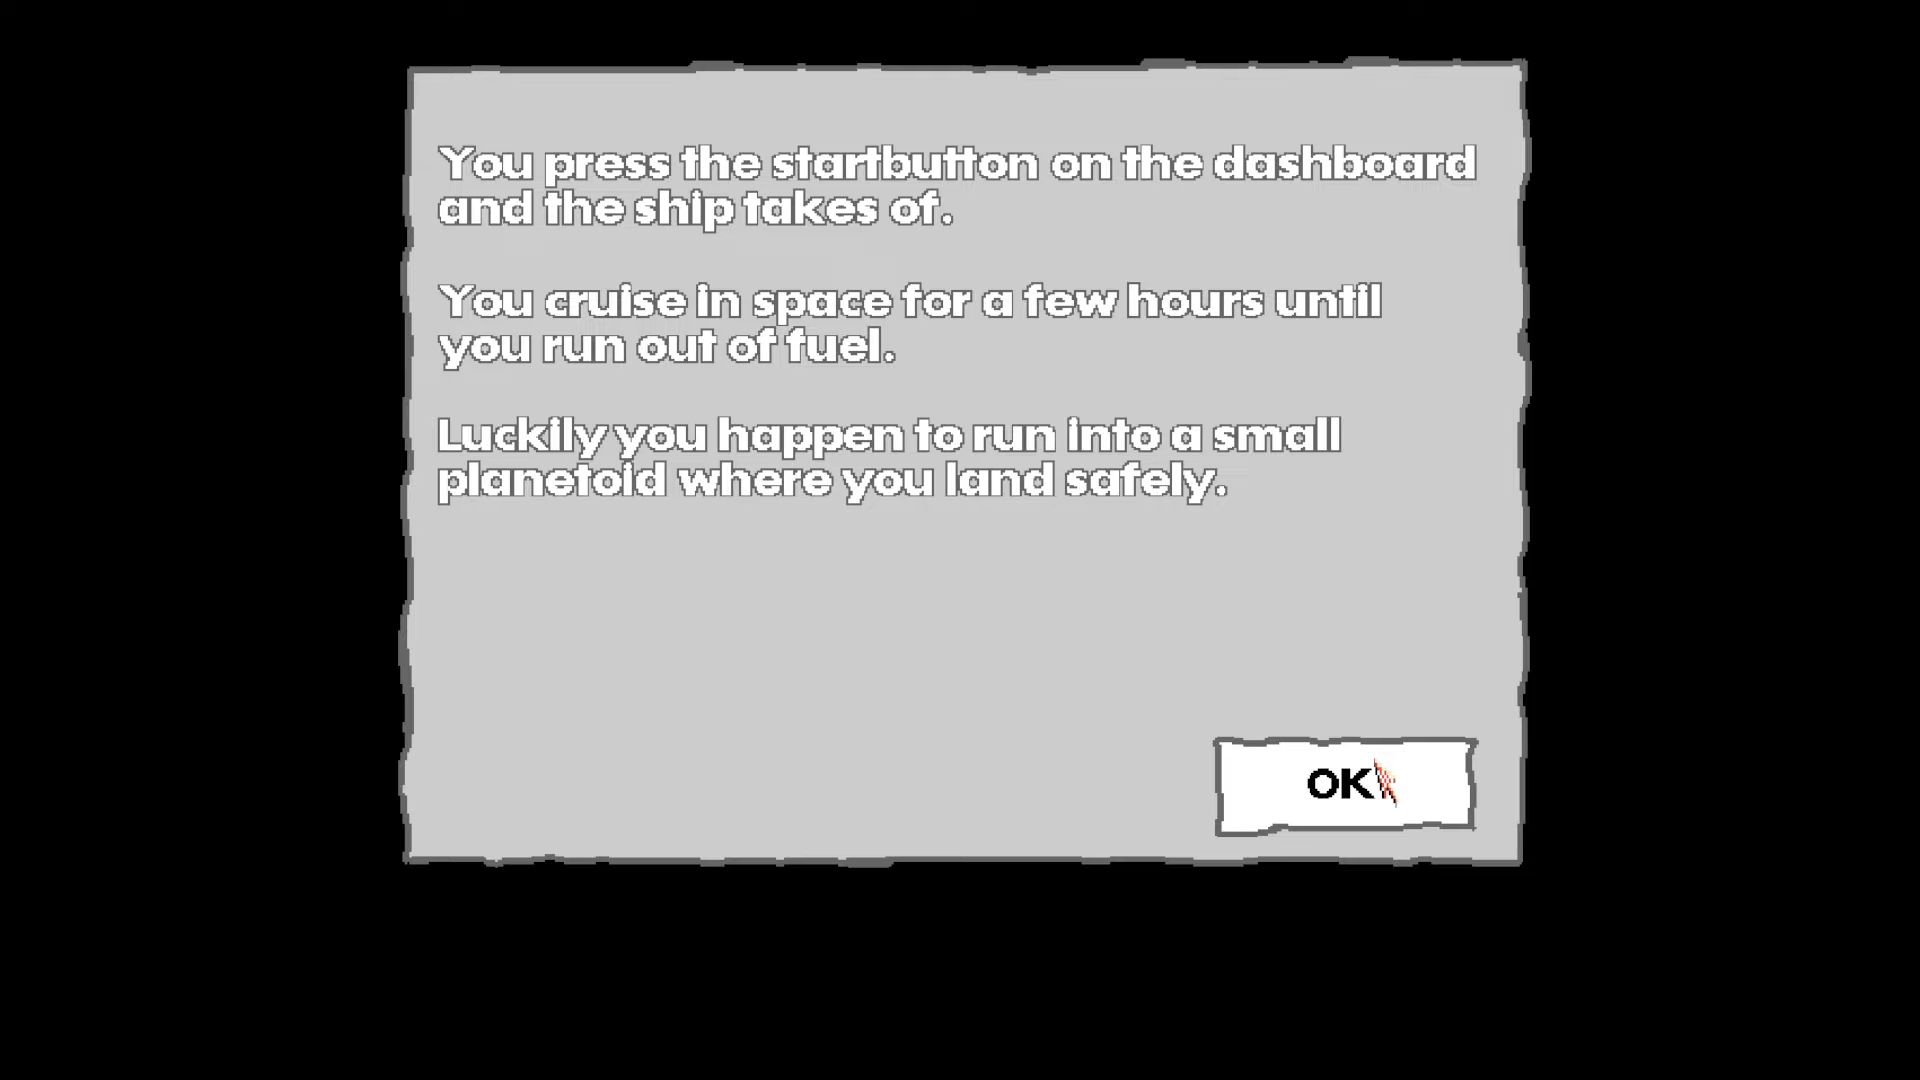 You press the startbutton on the dashboard
and the ship takes of.
You cruise in space for a few hours until
you run out of fuel.
Luckily you happen to run into a small
planetoid where you land safely.
OK